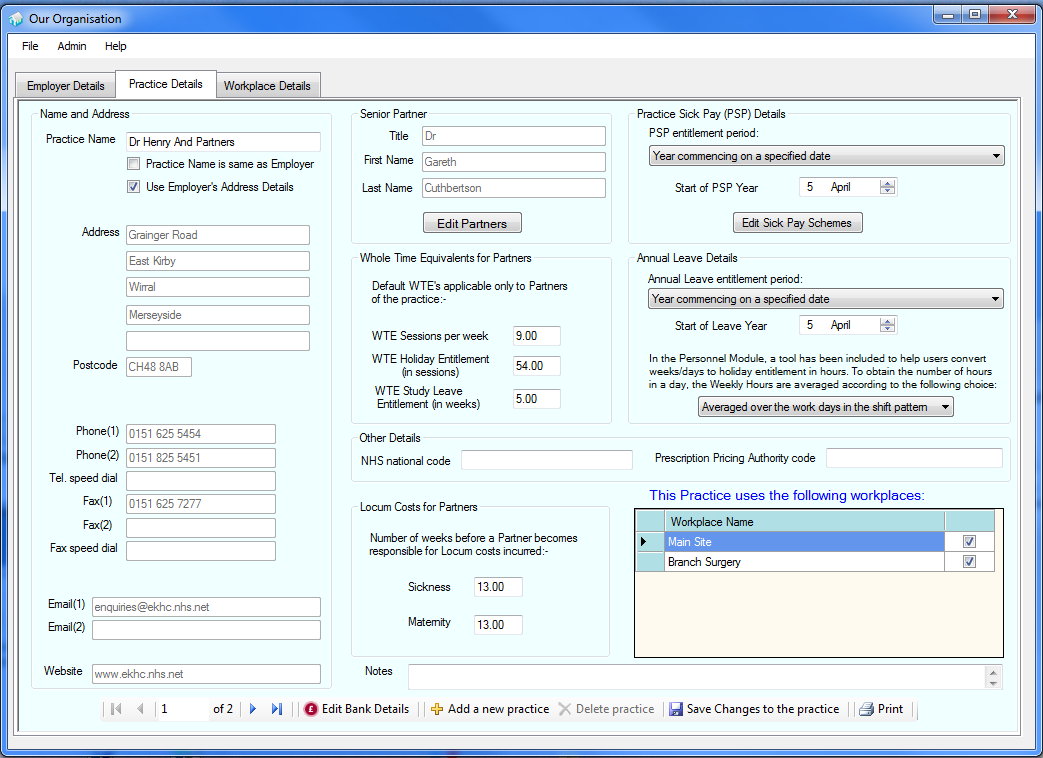 Our Organisation
File Admin Help
Employer Details Practice Details Workplace Details
Name and Address
Practice Name Dr Henry And Partners
Practice Name is same as Employer
Use Employer's Address Details
Address Grainger Road
East Kirby
Wirral
Merseyside
Postcode CH48 8AB
Phone(1) 0151 625 5454
Phone(2) 0151 825 5451
Tel. speed dial
Fax(1) 0151 625 7277
Fax(2)
Fax speed dial
Email(1) enquiries@ekhc.nhs.net
Email(2)
Website www.ekhc.nhs.net
Senior Partner
Title Dr
First Name Gareth
Last Name Cuthbertson
Edit Partners
Whole Time Equivalents for Partners
Default WTE's applicable only to Partners
of the practice:-
WTE Sessions per week 9.00
WTE Holiday Entitlement
(in sessions) 54.00
WTE Study Leave
Entitlement (in weeks) 5.00
Practice Sick Pay (PSP) Details
PSP entitlement period:
Year commencing on a specified date
Start of PSP Year 5 April
Edit Sick Pay Schemes
Annual Leave Details
Annual Leave entitlement period:
Year commencing on a specified date
Start of Leave Year 5 April
In the Personnel Module, a tool has been included to help users convert
weeks/days to holiday entitlement in hours. To obtain the number of hours
in a day, the Weekly Hours are averaged according to the following choice:
Averaged over the work days in the shift pattern
Other Details
NHS national code Prescription Pricing Authority code
Locum Costs for Partners
Number of weeks before a Partner becomes
responsible for Locum costs incurred:-
Sickness 13.00
Maternity 13.00
This Practice uses the following workplaces:
Workplace Name
Main Site
Branch Surgery
Notes
1 of 2 £ Edit Bank Details Add a new practice Delete practice Save Changes to the practice Print